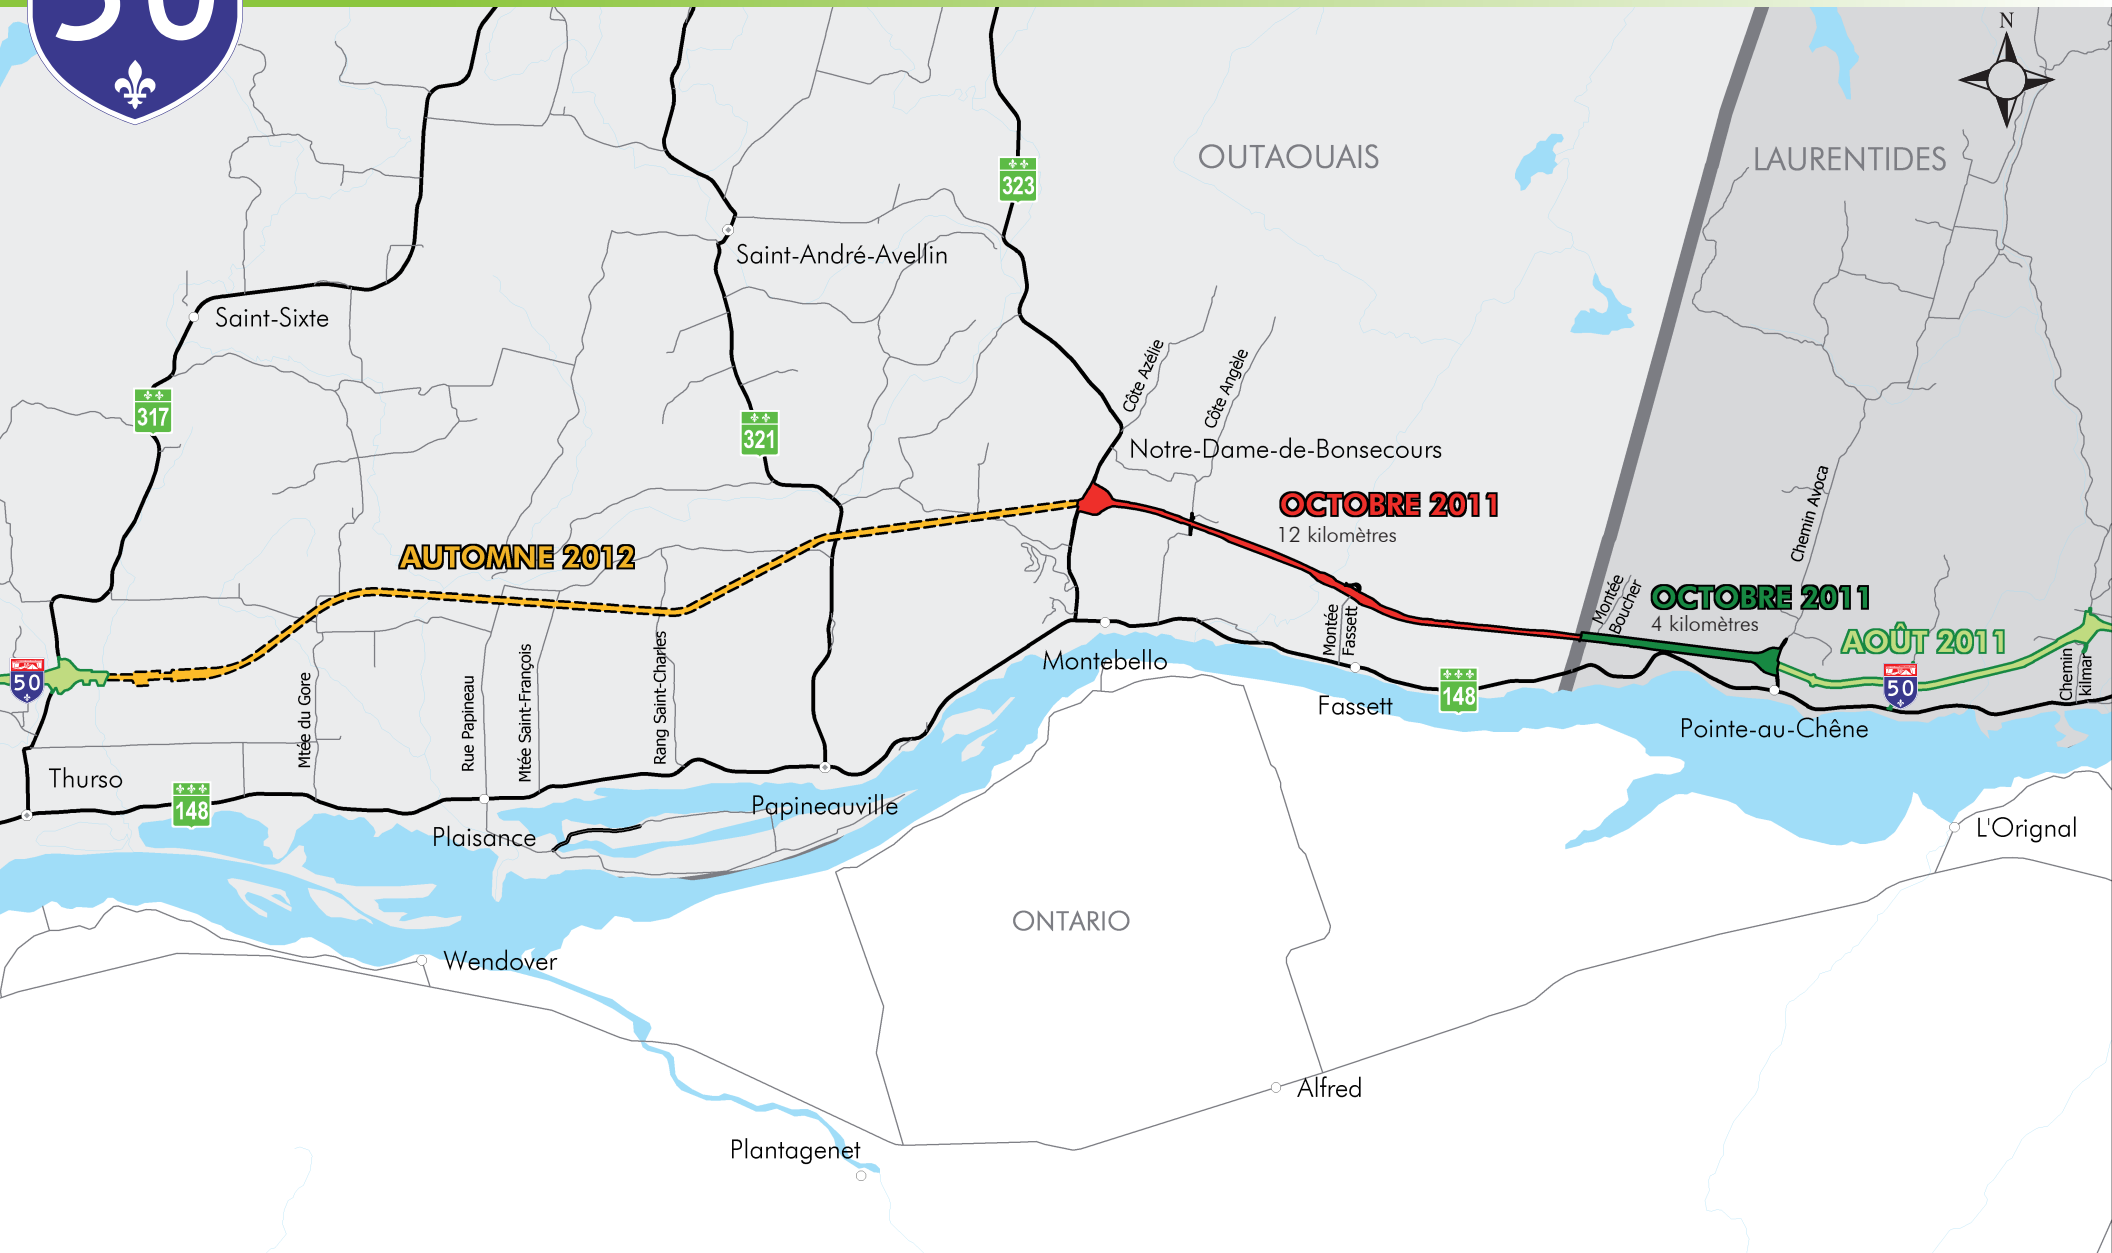 50
N
OUTAOUAIS
LAURENTIDES
323
Saint-André-Avellin
Saint-Sixte
317
321
Côte Azélie
Côte Angèle
Notre-Dame-de-Bonsecours
OCTOBRE 2011
12 kilomètres
Chemin Avoca
AUTOMNE 2012
Montée
Boucher
OCTOBRE 2011
4 kilomètres
AOÛT 2011
Montée
Fassett
Chemin
kilmar
50
50
Mtée du Gore
Rue Papineau
Mtée Saint-François
Rang Saint-Charles
Montebello
148
Fassett
Pointe-au-Chêne
Thurso
148
Papineauville
Plaisance
L'Orignal
ONTARIO
Wendover
Alfred
Plantagenet